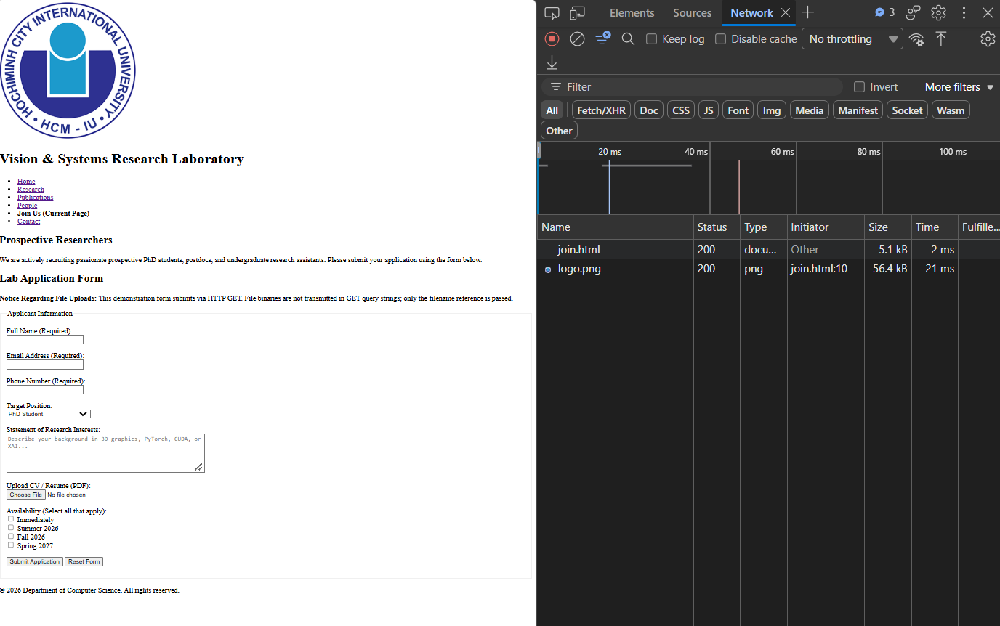 HOCHIMINH CITY INTERNATIONAL UNIVERSITY
• HCM - IU •
Vision & Systems Research Laboratory
Home
Research
Publications
People
Join Us (Current Page)
Contact
Prospective Researchers
We are actively recruiting passionate prospective PhD students, postdocs, and undergraduate research assistants. Please submit your application using the form below.
Lab Application Form
Notice Regarding File Uploads: This demonstration form submits via HTTP GET. File binaries are not transmitted in GET query strings; only the filename reference is passed.
Applicant Information
Full Name (Required):
Email Address (Required):
Phone Number (Required):
Target Position:
PhD Student
Statement of Research Interests:
Describe your background in 3D graphics, PyTorch, CUDA, or
XAI...
Upload CV / Resume (PDF):
Choose File No file chosen
Availability (Select all that apply):
Immediately
Summer 2026
Fall 2026
Spring 2027
Submit Application Reset Form
© 2026 Department of Computer Science. All rights reserved.
Elements Sources Network 3
Keep log Disable cache No throttling
Filter Invert More filters
All Fetch/XHR Doc CSS JS Font Img Media Manifest Socket Wasm
Other
20 ms 40 ms 60 ms 80 ms 100 ms
Name Status Type Initiator Size Time Fulfille...
join.html 200 docu... Other 5.1 kB 2 ms
logo.png 200 png join.html:10 56.4 kB 21 ms